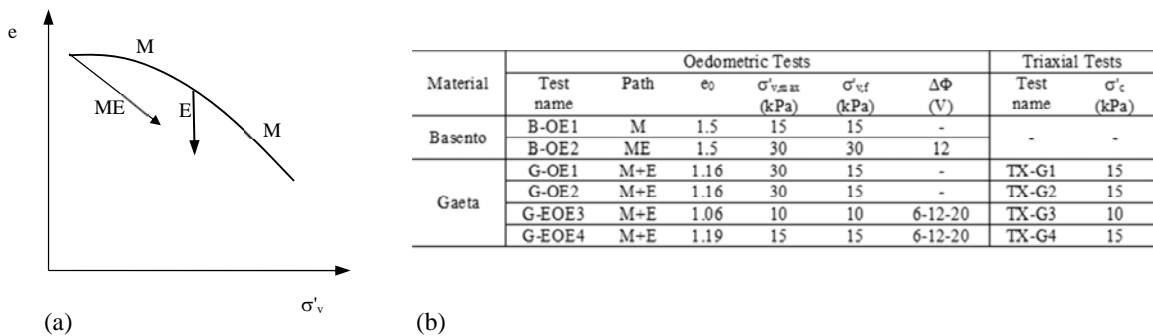 e
M
ME
E
M
σ'v
(a)
Material Oedometric Tests Triaxial Tests
Test name Path e0 σ'v,max (kPa) σ'v,f (kPa) ΔΦ (V) Test name σ'c (kPa)
Basento B-OE1 M 1.5 15 15 - - -
B-OE2 ME 1.5 30 30 12
Gaeta G-OE1 M+E 1.16 30 15 - TX-G1 15
G-OE2 M+E 1.16 30 15 - TX-G2 15
G-EOE3 M+E 1.06 10 10 6-12-20 TX-G3 10
G-EOE4 M+E 1.19 15 15 6-12-20 TX-G4 15
(b)